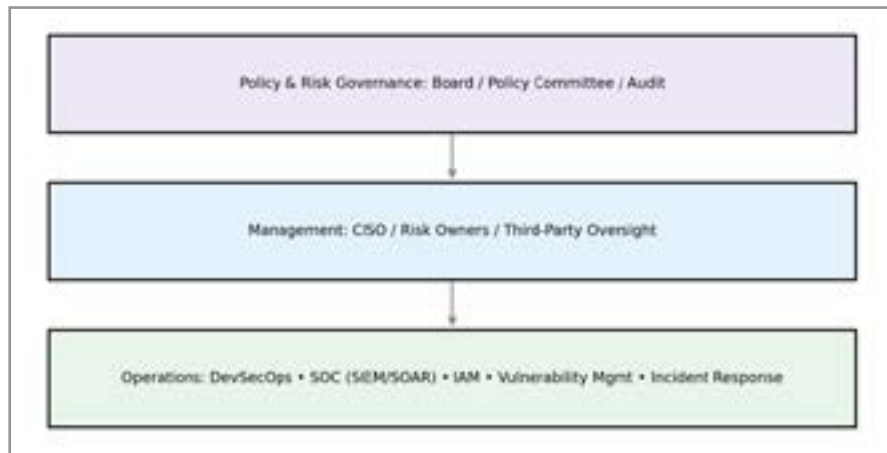 Policy & Risk Governance: Board / Policy Committee / Audit
Management: CISO / Risk Owners / Third-Party Oversight
Operations: DevSecOps • SOC (SIEM/SOAR) • IAM • Vulnerability Mgmt • Incident Response